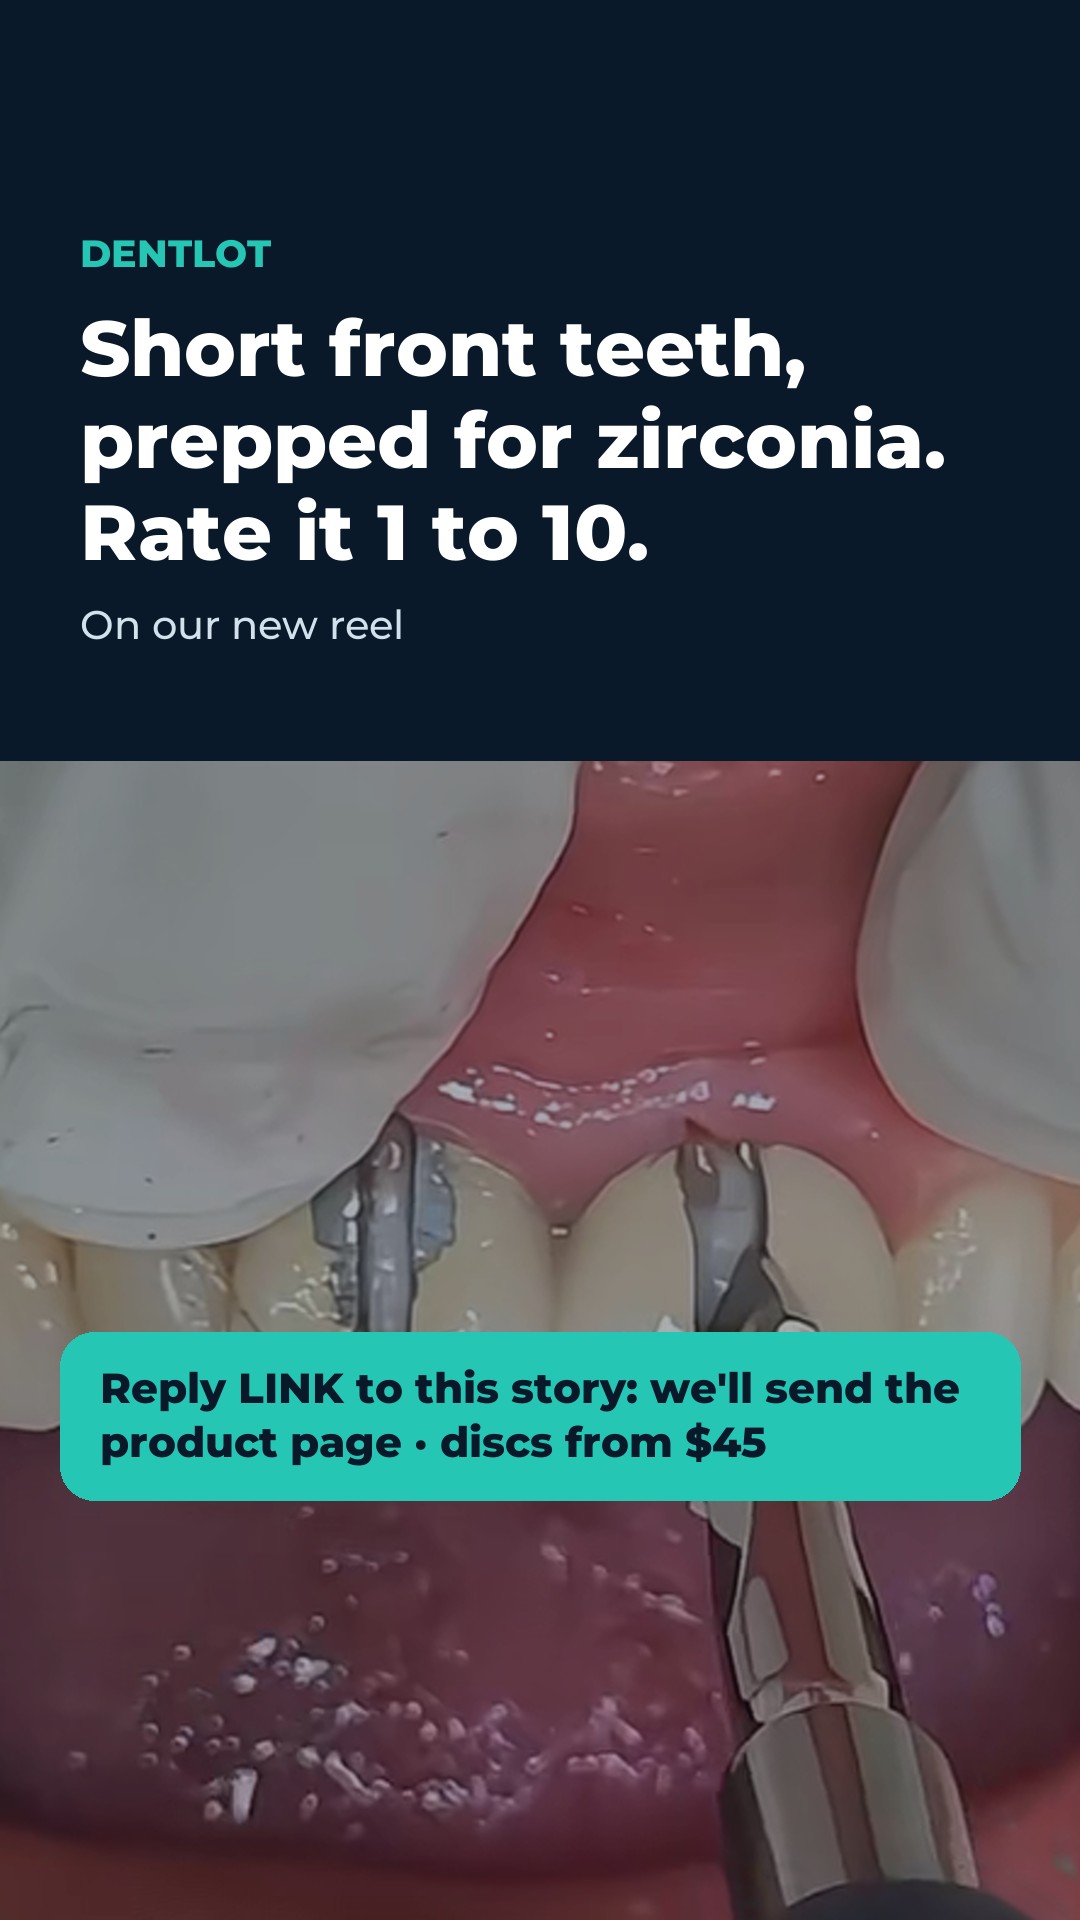 DENTLOT
Short front teeth,
prepped for zirconia.
Rate it 1 to 10.
On our new reel
Reply LINK to this story: we'll send the
product page · discs from $45